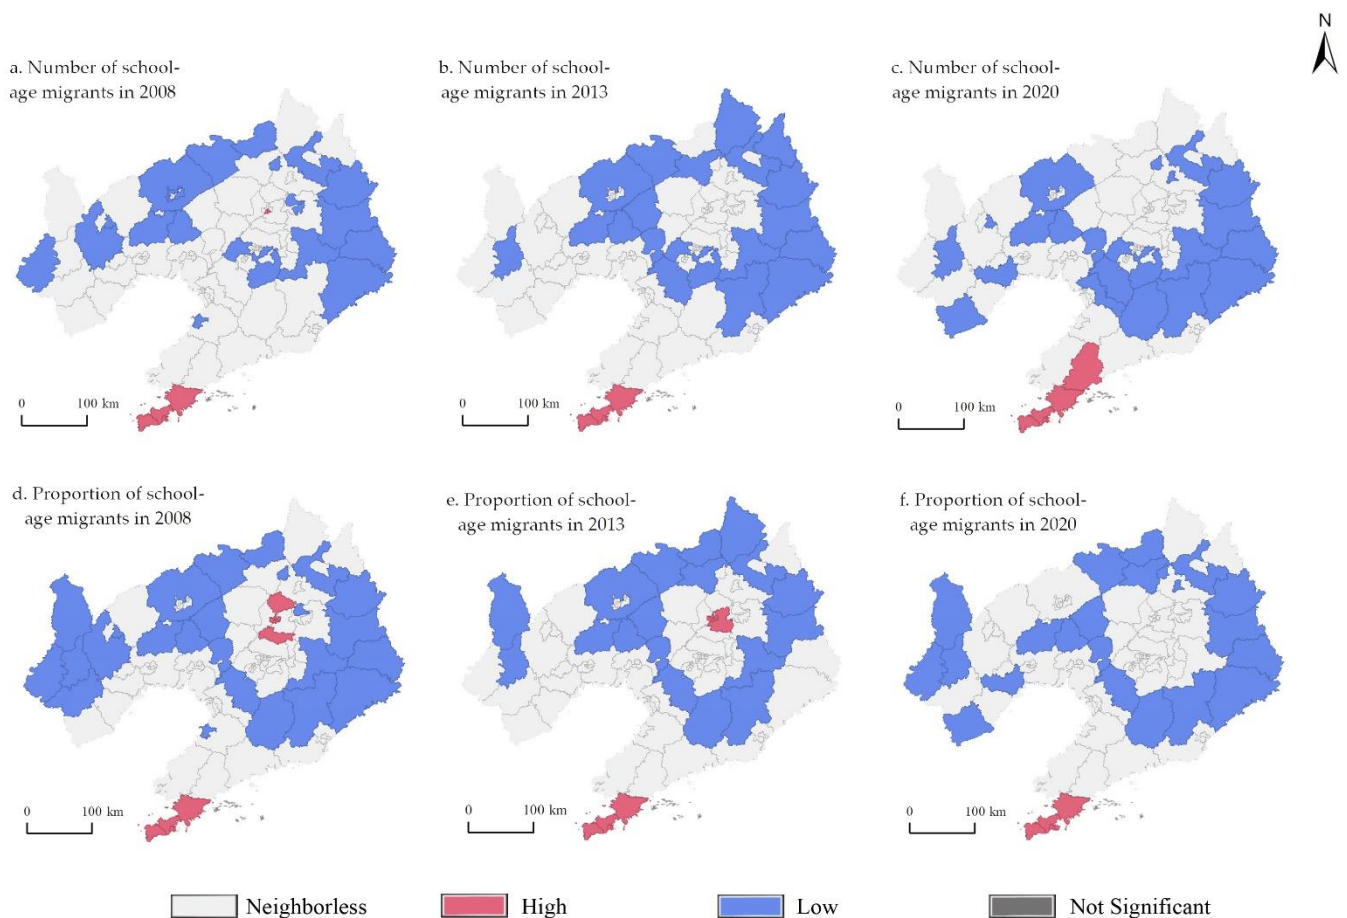 N
a. Number of school-
age migrants in 2008
b. Number of school-
age migrants in 2013
c. Number of school-
age migrants in 2020
0 100 km
0 100 km
0 100 km
d. Proportion of school-
age migrants in 2008
e. Proportion of school-
age migrants in 2013
f. Proportion of school-
age migrants in 2020
0 100 km
0 100 km
0 100 km
Neighborless
High
Low
Not Significant